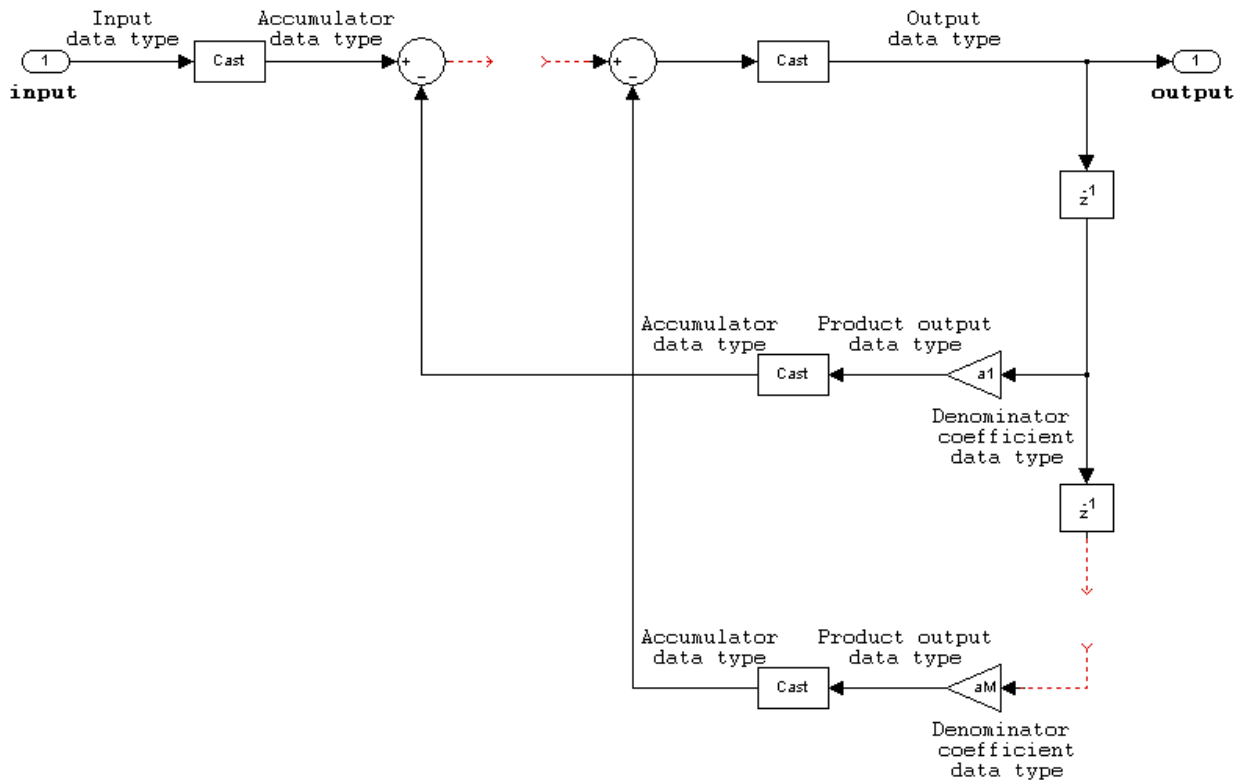 Input
data type
Accumulator
data type
Output
data type
1
Cast
+
-
+
-
Cast
1
input
output
z-1
Accumulator
data type
Product output
data type
Cast
a1
Denominator
coefficient
data type
z-1
Accumulator
data type
Product output
data type
Cast
aM
Denominator
coefficient
data type